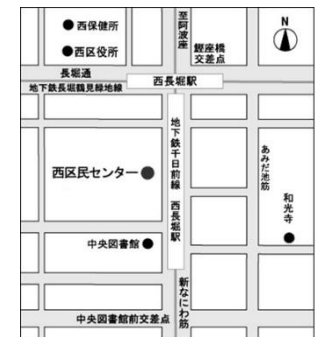 西保健所
西区役所
至阿波座
鰹座橋
交差点
N
長堀通
西長堀駅
地下鉄長堀鶴見緑地線
地下鉄千日前線 西長堀駅
あみだ池筋
西区民センター
和光寺
中央図書館
新なにわ筋
中央図書館前交差点